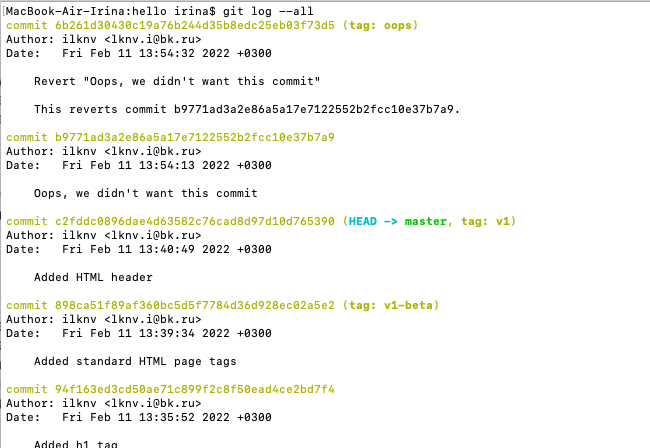 [MacBook-Air-Irina:hello irina$ git log --all
commit 6b261d30430c19a76b244d35b8edc25eb03f73d5 (tag: oops)
Author: ilknv <lknv.i@bk.ru>
Date:   Fri Feb 11 13:54:32 2022 +0300
Revert "Oops, we didn't want this commit"
This reverts commit b9771ad3a2e86a5a17e7122552b2fcc10e37b7a9.
commit b9771ad3a2e86a5a17e7122552b2fcc10e37b7a9
Author: ilknv <lknv.i@bk.ru>
Date:   Fri Feb 11 13:54:13 2022 +0300
Oops, we didn't want this commit
commit c2fddc0896dae4d63582c76cad8d97d10d765390 (HEAD -> master, tag: v1)
Author: ilknv <lknv.i@bk.ru>
Date:   Fri Feb 11 13:40:49 2022 +0300
Added HTML header
commit 898ca51f89af360bc5d5f7784d36d928ec02a5e2 (tag: v1-beta)
Author: ilknv <lknv.i@bk.ru>
Date:   Fri Feb 11 13:39:34 2022 +0300
Added standard HTML page tags
commit 94f163ed3cd50ae71c899f2c8f50ead4ce2bd7f4
Author: ilknv <lknv.i@bk.ru>
Date:   Fri Feb 11 13:35:52 2022 +0300
Added h1 tag